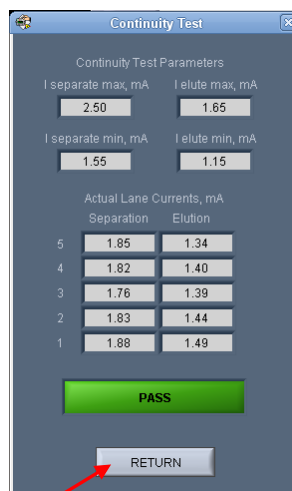 Continuity Test
Continuity Test Parameters
I separate max, mA I elute max, mA
2.50 1.65
I separate min, mA I elute min, mA
1.55 1.15
Actual Lane Currents, mA
Separation Elution
5 1.85 1.34
4 1.82 1.40
3 1.76 1.39
2 1.83 1.44
1 1.88 1.49
PASS
RETURN